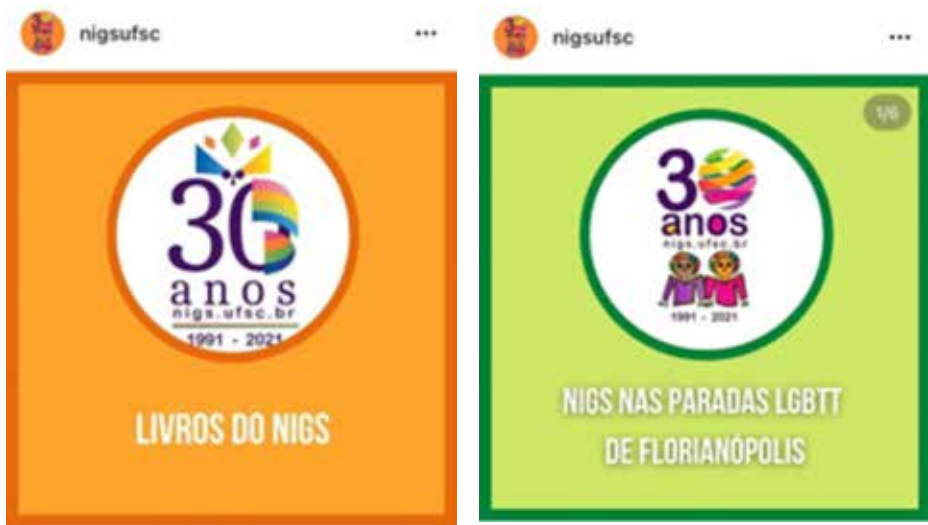 nigsufsc
30
anos
nigs.ufsc.br
1991 - 2021
LIVROS DO NIGS
nigsufsc
1/6
30
anos
nigs.ufsc.br
1991 - 2021
NIGS NAS PARADAS LGBTT
DE FLORIANÓPOLIS